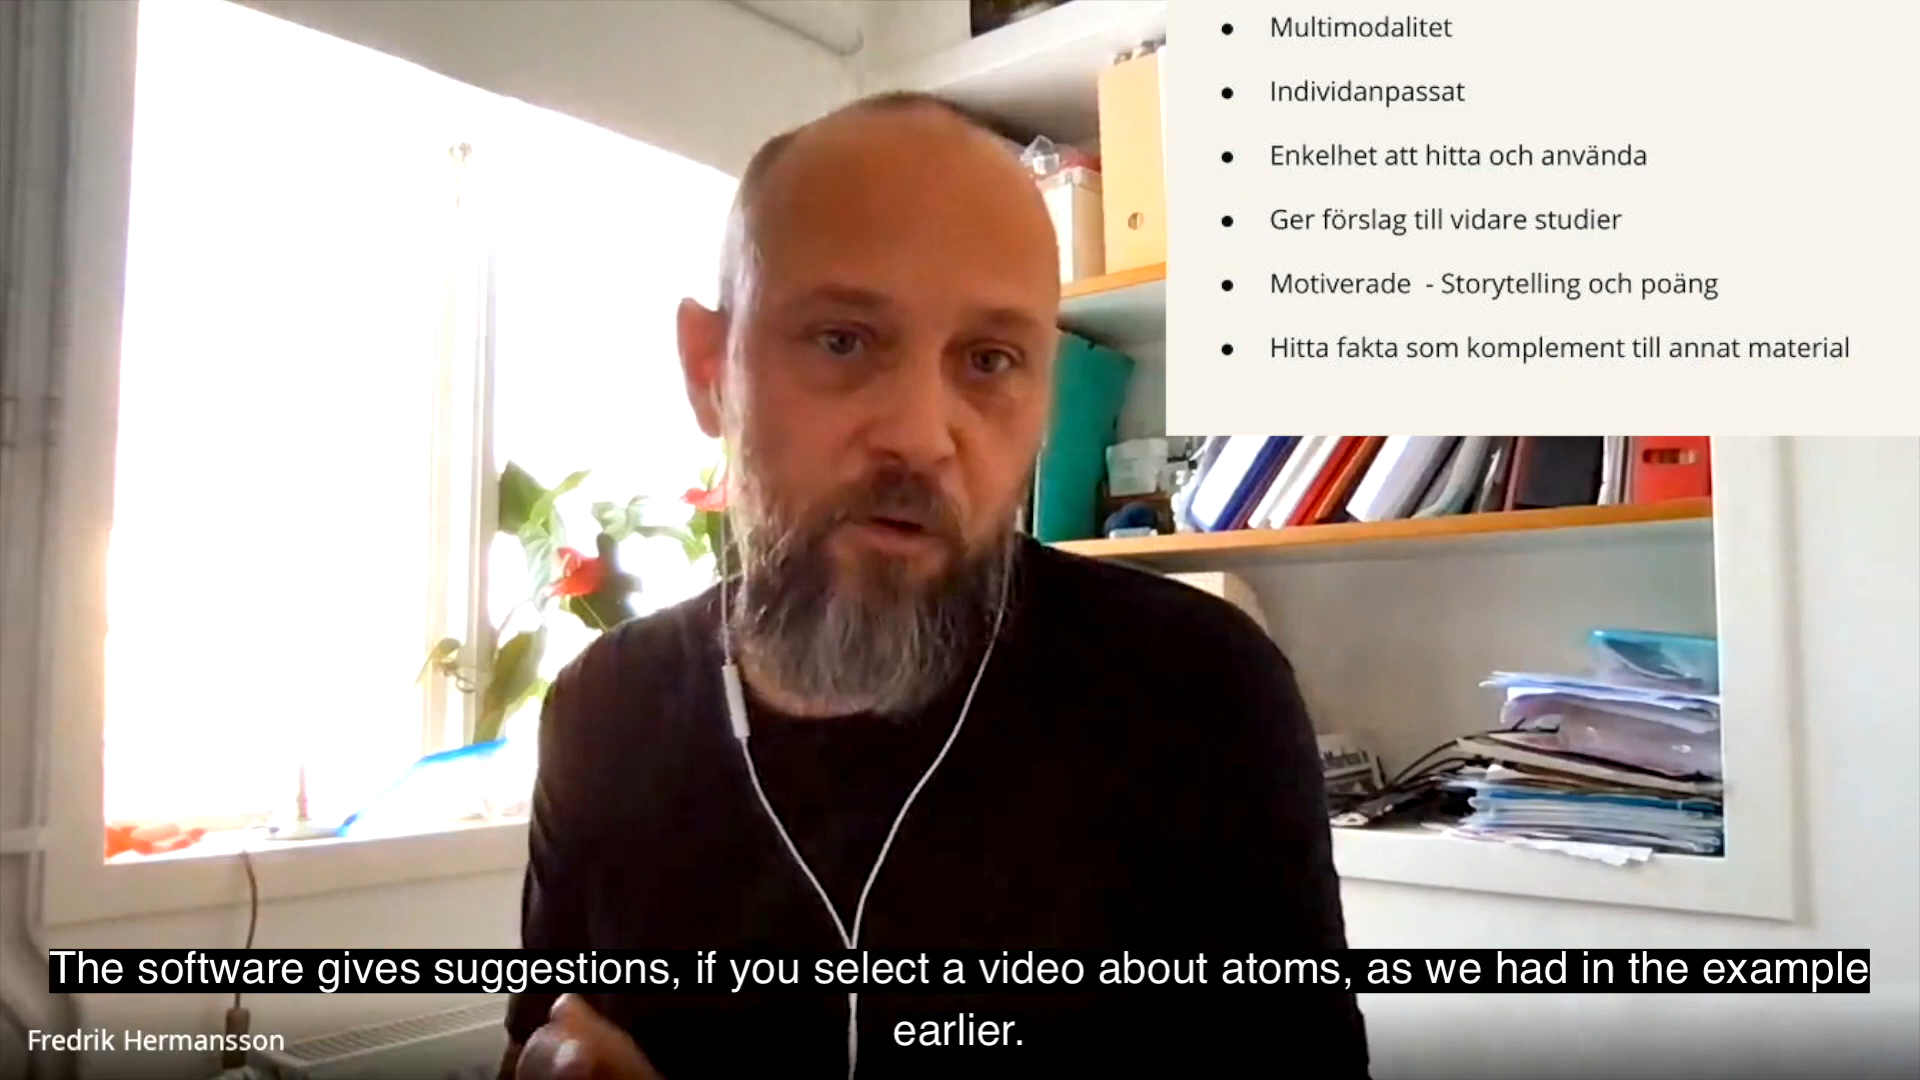 Multimodalitet
Individanpassat
Enkelhet att hitta och använda
Ger förslag till vidare studier
Motiverade - Storytelling och poäng
Hitta fakta som komplement till annat material
The software gives suggestions, if you select a video about atoms, as we had in the example
earlier.
Fredrik Hermansson